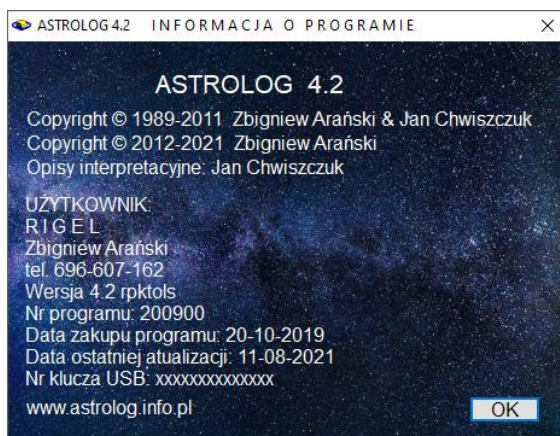 ASTROLOG 4.2 INFORMACJA O PROGRAMIE
ASTROLOG 4.2
Copyright © 1989-2011 Zbigniew Arański & Jan Chwiszczuk
Copyright © 2012-2021 Zbigniew Arański
Opisy interpretacyjne: Jan Chwiszczuk
UŻYTKOWNIK:
R I G E L
Zbigniew Arański
tel. 696-607-162
Wersja 4.2 rpktols
Nr programu: 200900
Data zakupu programu: 20-10-2019
Data ostatniej atualizacji: 11-08-2021
Nr klucza USB: xxxxxxxxxxxxxx
www.astrolog.info.pl
OK